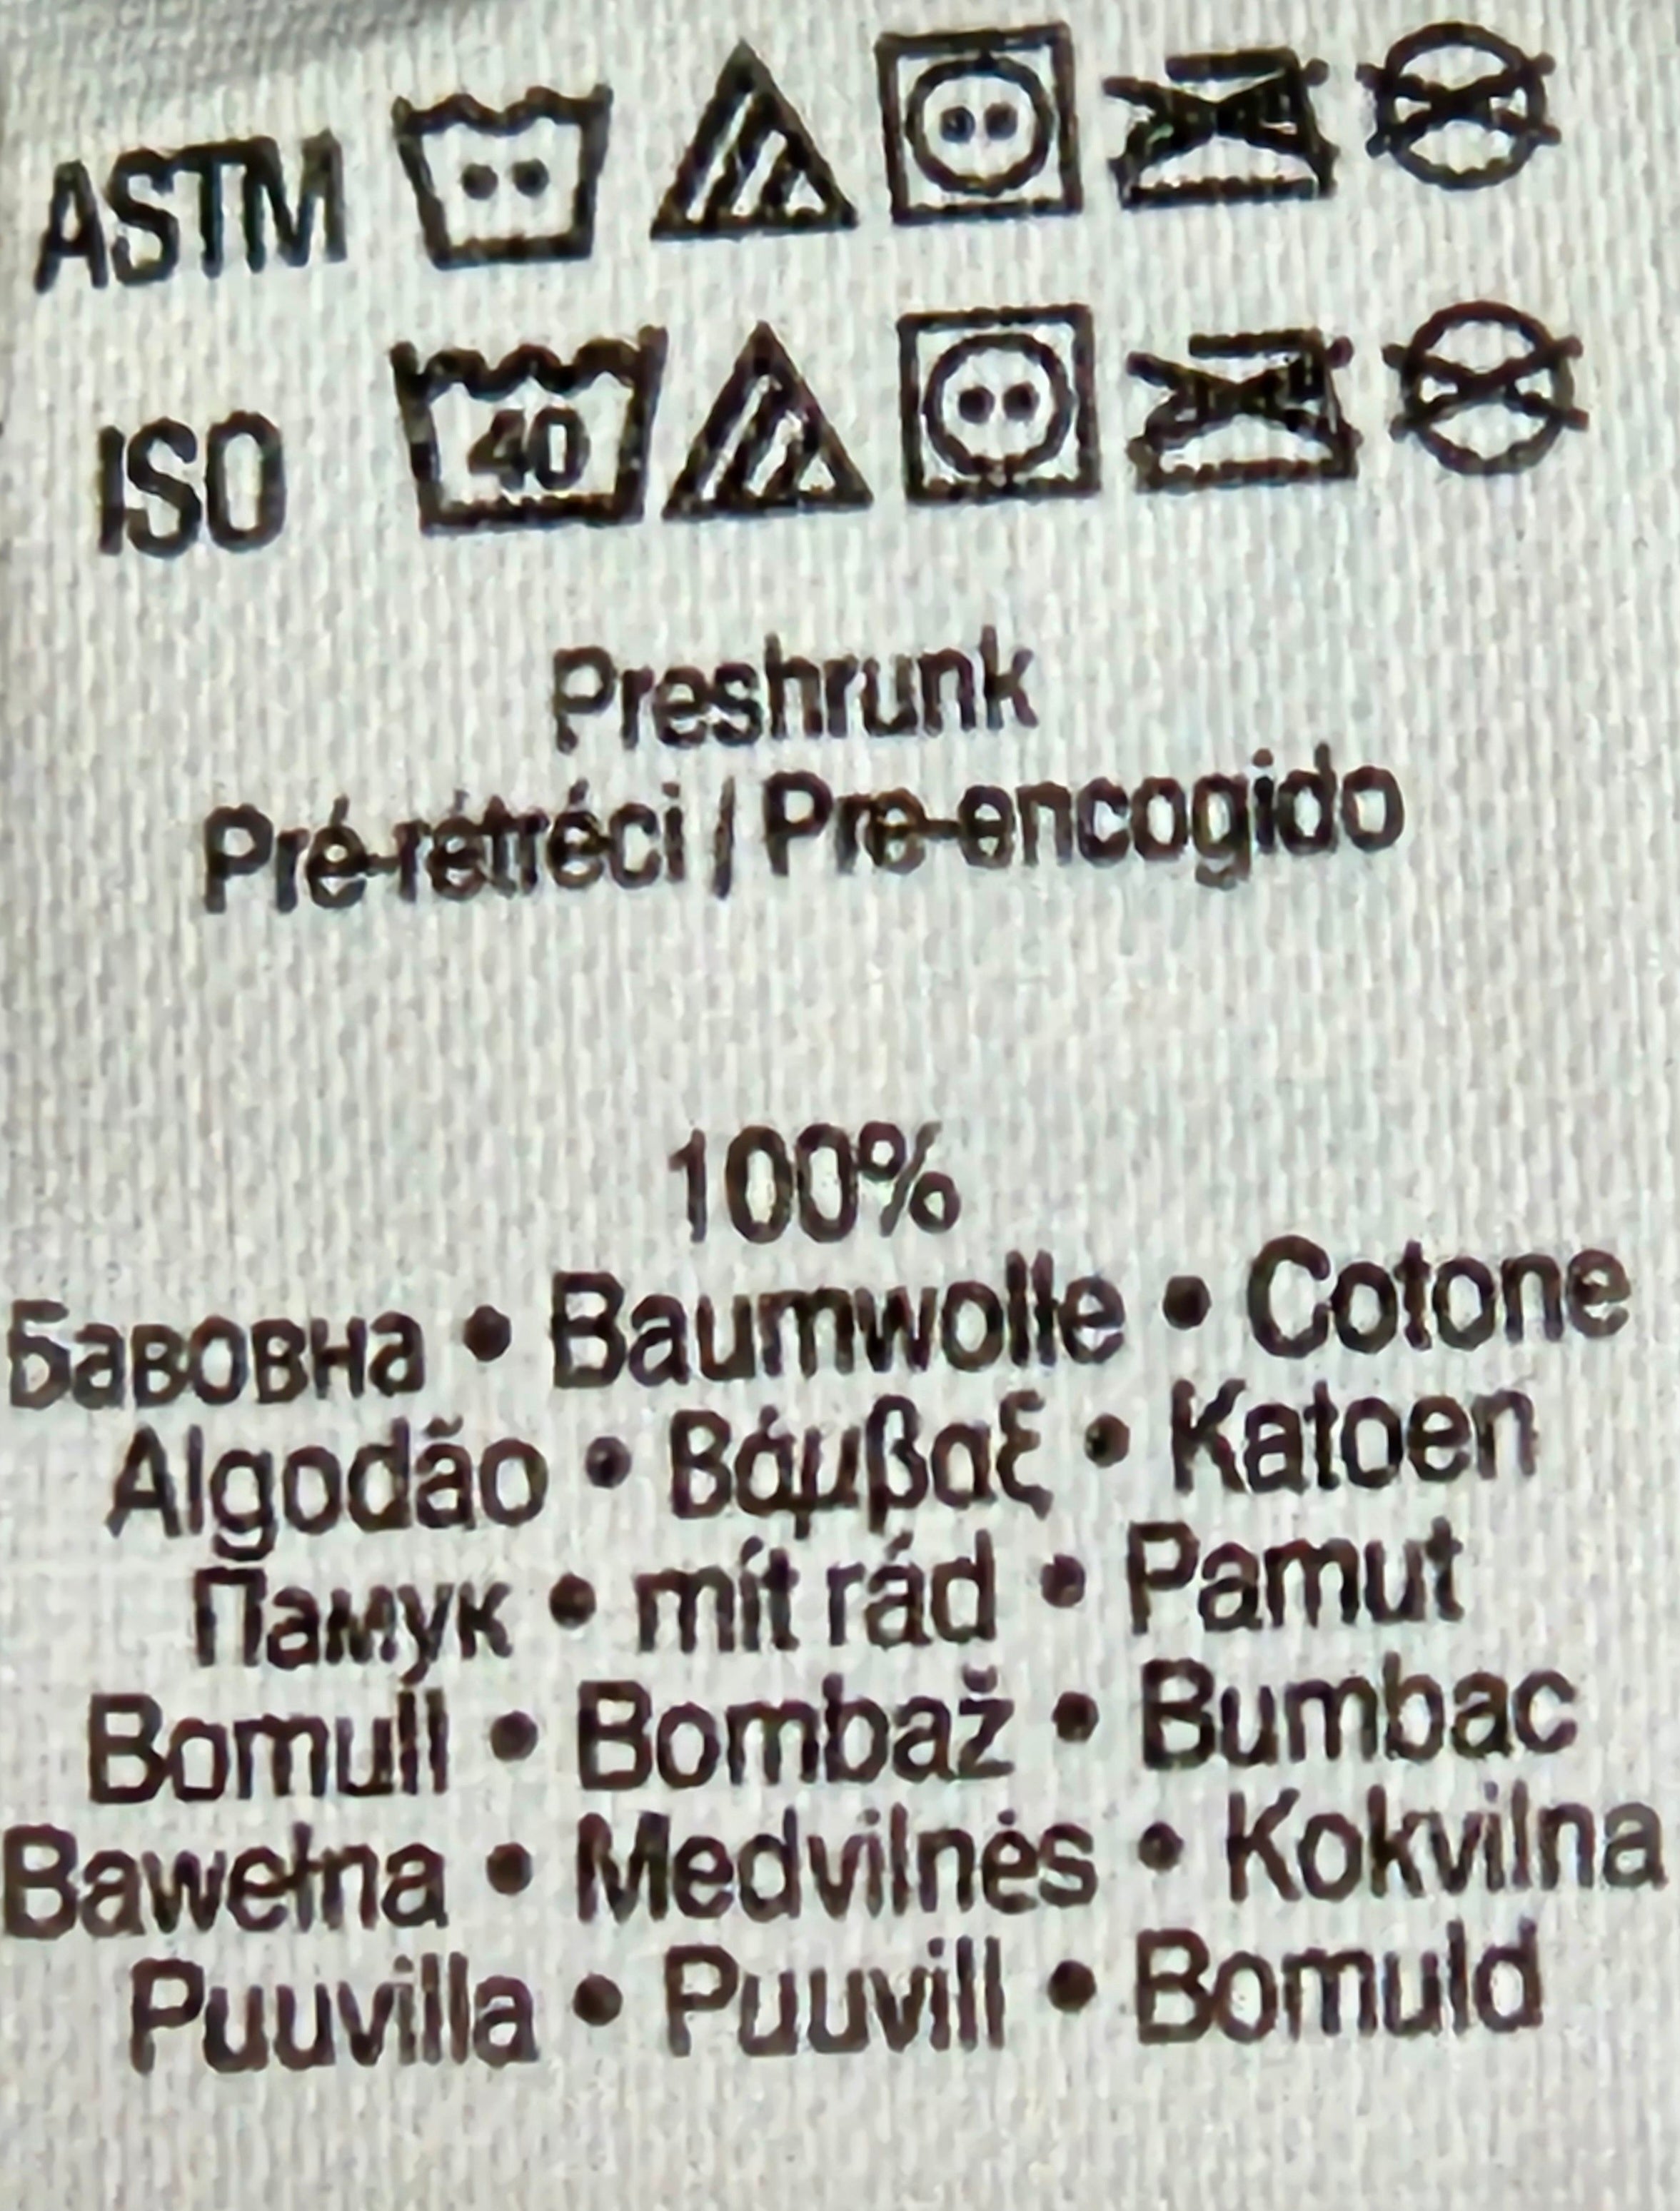 ASTM
ISO 40
Preshrunk
Pré-rétréci / Pre-encogido
100%
Бавовна • Baumwolle • Cotone
Algodão • Βάμβαξ • Katoen
Памук • mít rád • Pamut
Bomull • Bombaž • Bumbac
Bawełna • Medvilnės • Kokvilna
Puuvilla • Puuvill • Bomuld